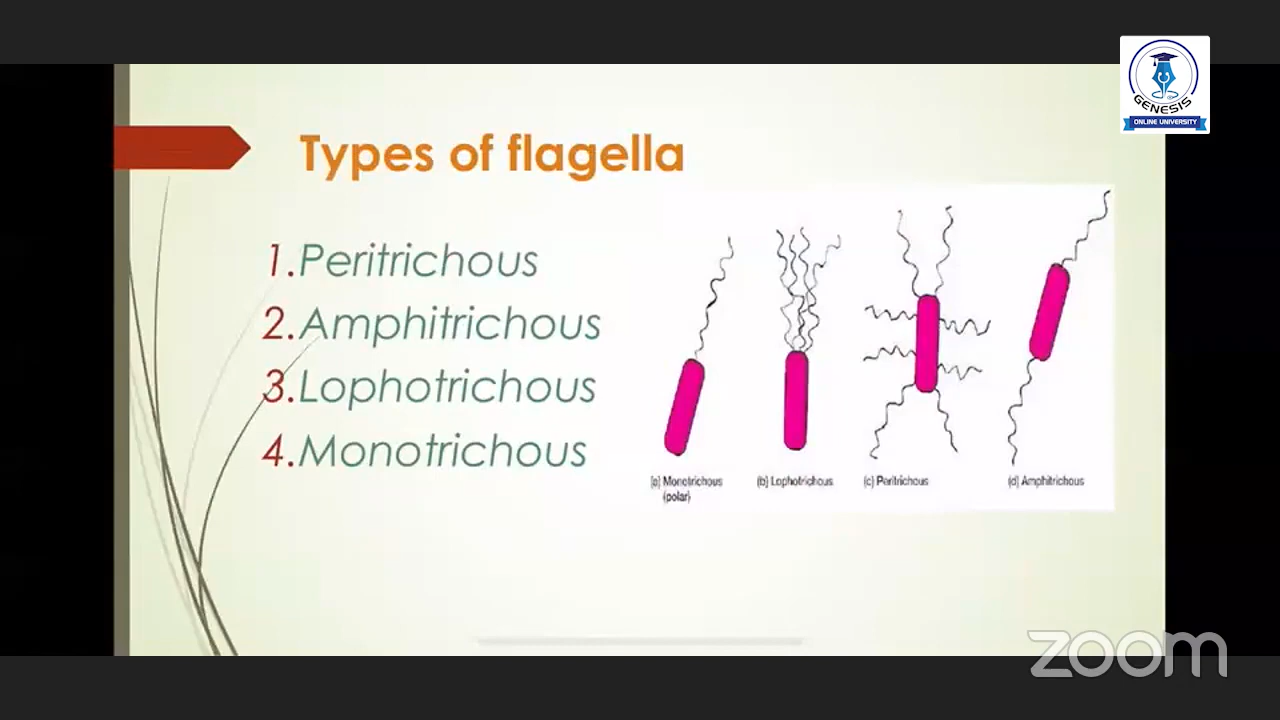 GENESIS
ONLINE UNIVERSITY
Types of flagella
1.Peritrichous
2.Amphitrichous
3.Lophotrichous
4.Monotrichous
(a) Monotrichous
(polar)
(b) Lophotrichous
(c) Peritrichous
(d) Amphitrichous
zoom